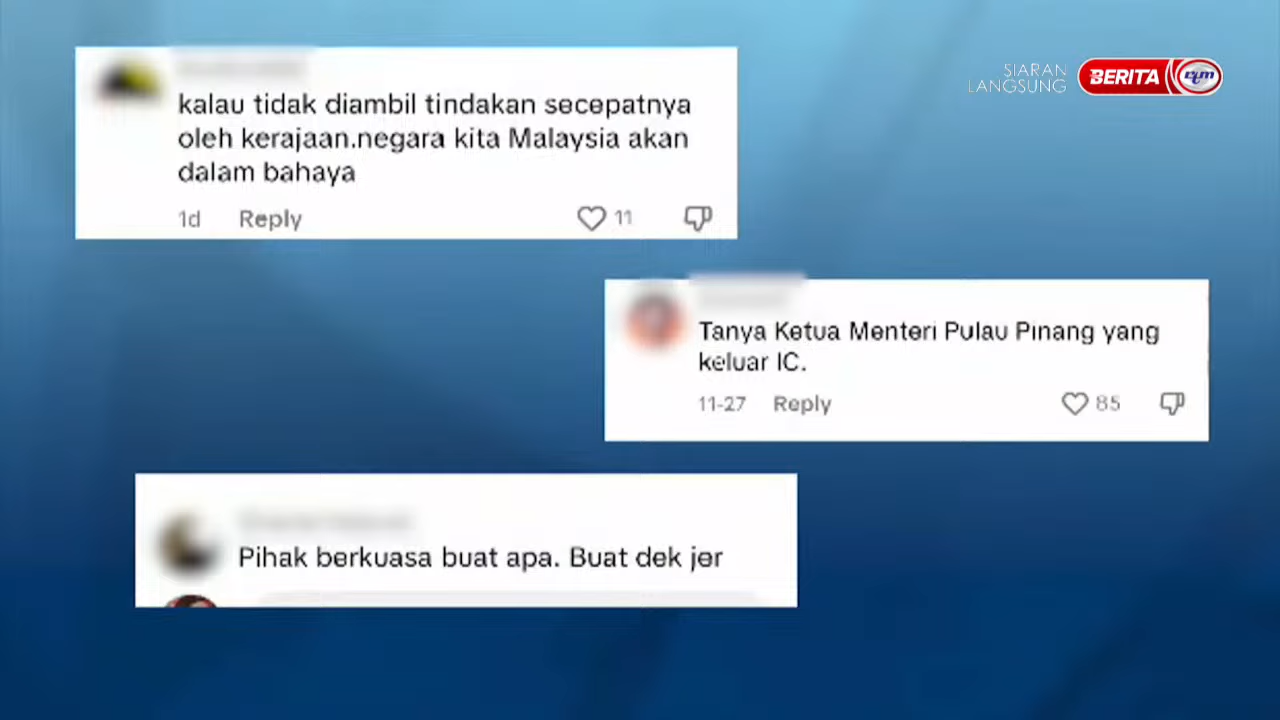 SIARAN
LANGSUNG
BERITA
kalau tidak diambil tindakan secepatnya
oleh kerajaan.negara kita Malaysia akan
dalam bahaya
1d Reply 11
Tanya Ketua Menteri Pulau Pinang yang
keluar IC.
11-27 Reply 85
Pihak berkuasa buat apa. Buat dek jer